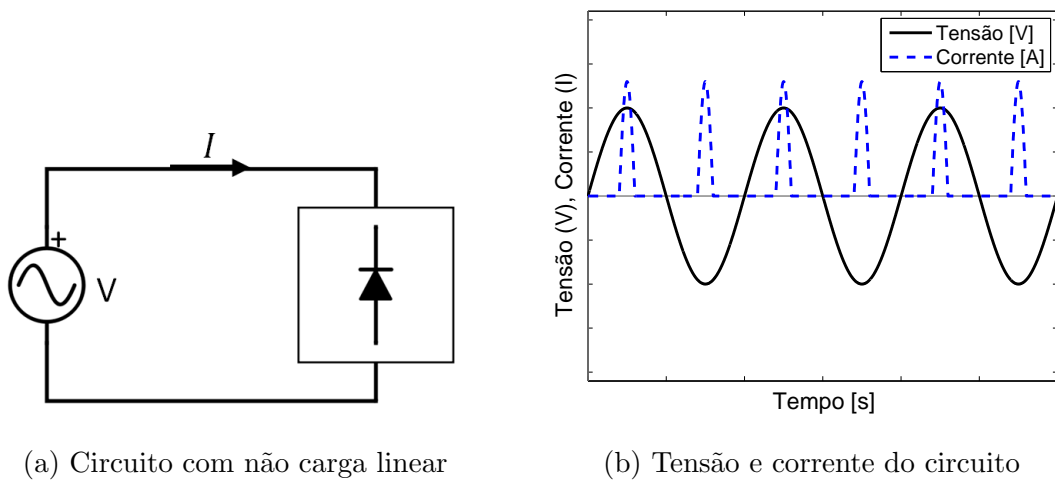 I
+
V
Tensão [V]
Corrente [A]
Tensão (V), Corrente (I)
Tempo [s]
(a) Circuito com não carga linear
(b) Tensão e corrente do circuito